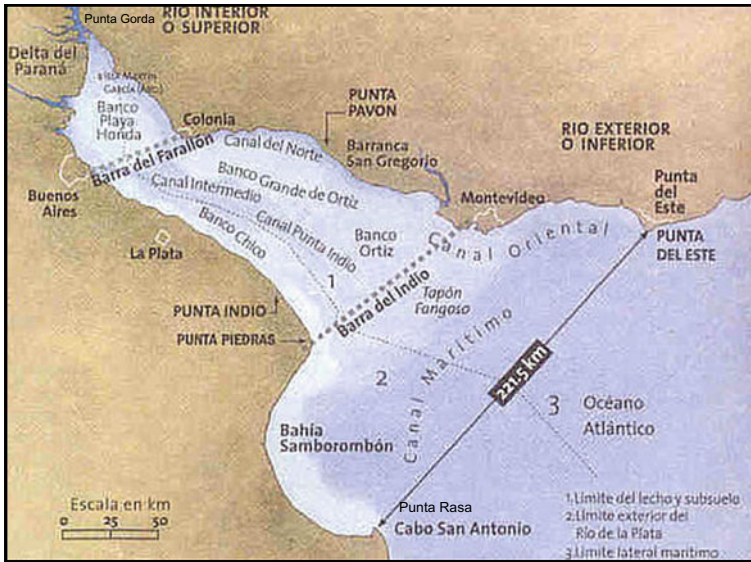 Punta Gorda
RIO INTERIOR
O SUPERIOR
Delta del
Paraná
ISLA MARTIN
GARCÍA (ARG)
Banco
Playa
Honda
Colonia
PUNTA
PAVON
Barra del Farallón
Canal del Norte
Barranca
San Gregorio
RIO EXTERIOR
O INFERIOR
Buenos
Aires
Canal Intermedio
Banco Grande de Ortiz
Montevideo
Punta
del
Este
Banco Chico
Canal Punta Indio
Banco
Ortiz
Canal Oriental
PUNTA
DEL ESTE
La Plata
1
Barra del Indio
Tapón
Fangoso
PUNTA INDIO
PUNTA PIEDRAS
2
Canal Marítimo
221.5 km
3
Océano
Atlántico
Bahía
Samborombón
Escala en km
0 25 50
Punta Rasa
Cabo San Antonio
1.Límite del lecho y subsuelo
2.Límite exterior del
Río de la Plata
3.Límite lateral marítimo